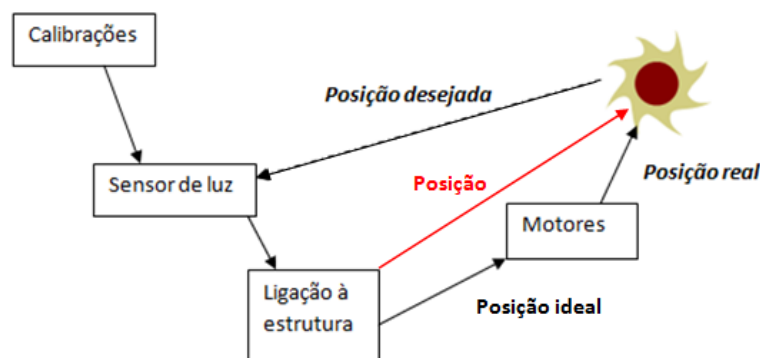 Calibrações
Posição desejada
Sensor de luz
Posição
Posição real
Motores
Ligação à
estrutura
Posição ideal